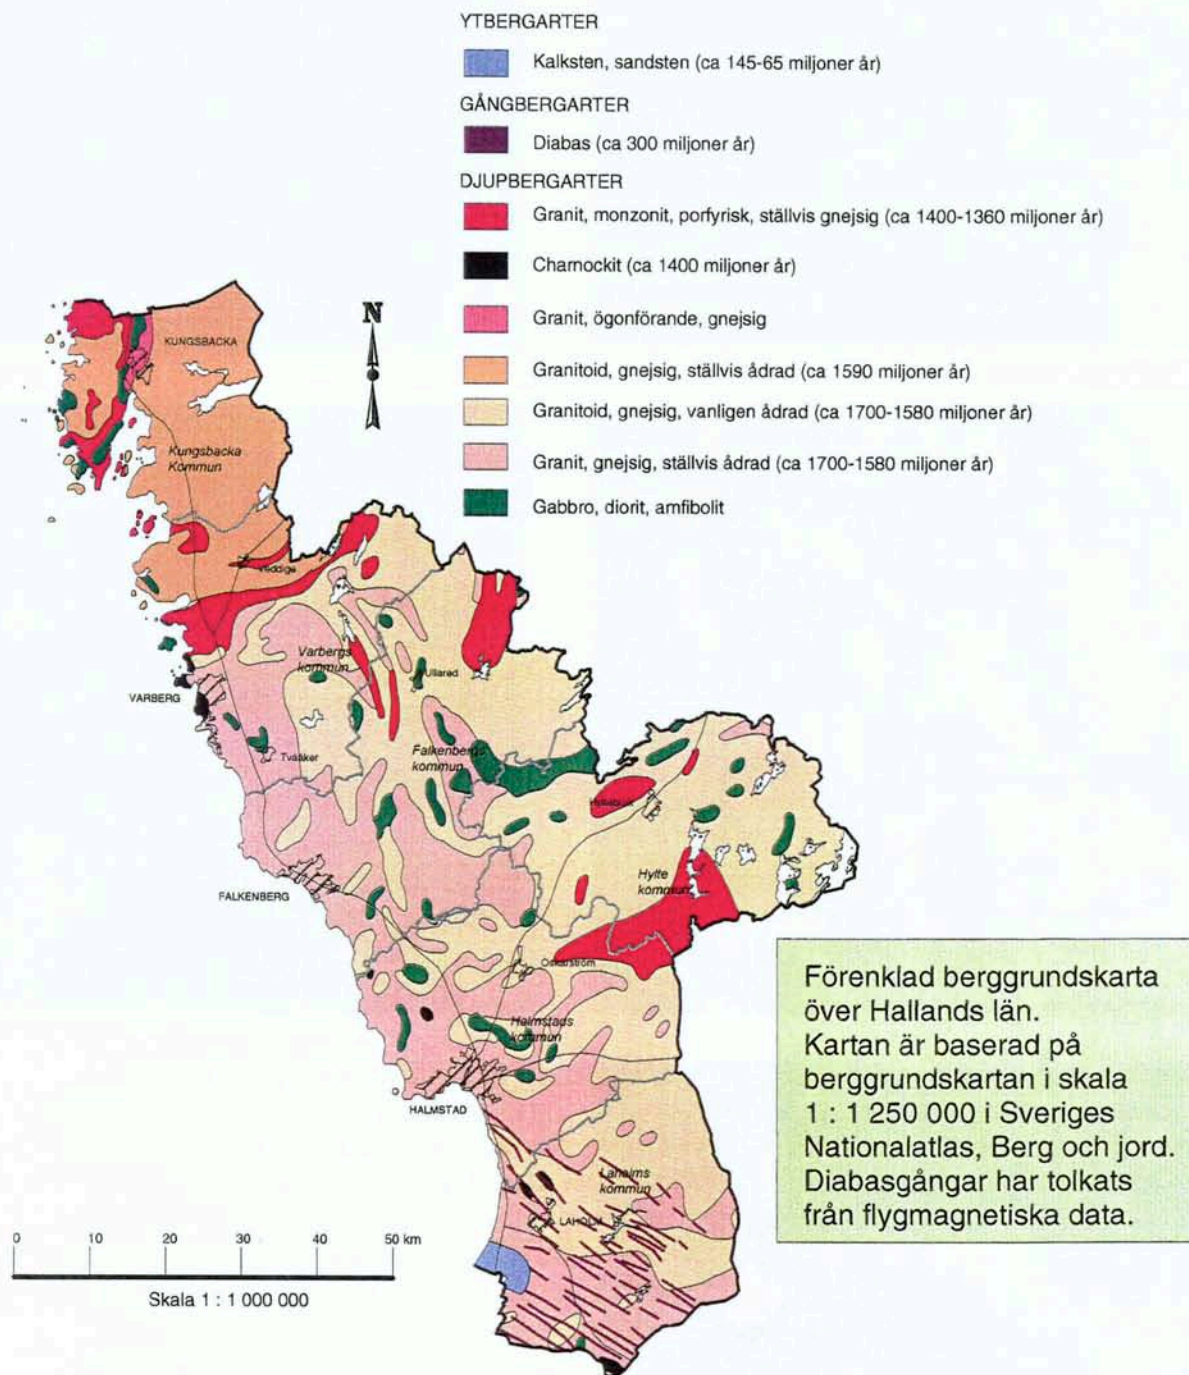 YTBERGARTER
Kalksten, sandsten (ca 145-65 miljoner år)
GÅNGBERGARTER
Diabas (ca 300 miljoner år)
DJUPBERGARTER
Granit, monzonit, porfyrisk, ställvis gnejsig (ca 1400-1360 miljoner år)
Charnockit (ca 1400 miljoner år)
Granit, ögonförande, gnejsig
Granitoid, gnejsig, ställvis ådrad (ca 1590 miljoner år)
Granitoid, gnejsig, vanligen ådrad (ca 1700-1580 miljoner år)
Granit, gnejsig, ställvis ådrad (ca 1700-1580 miljoner år)
Gabbro, diorit, amfibolit
N
KUNGSBACKA
Kungsbacka
Kommun
Veddige
Varbergs
kommun
Ullared
VARBERG
Tvååker
Falkenbergs
kommun
Hyltebruk
Hylte
kommun
FALKENBERG
Oskarström
Halmstads
kommun
HALMSTAD
Laholms
kommun
LAHOLM
0 10 20 30 40 50 km
Skala 1 : 1 000 000
Förenklad berggrundskarta
över Hallands län.
Kartan är baserad på
berggrundskartan i skala
1 : 1 250 000 i Sveriges
Nationalatlas, Berg och jord.
Diabasgångar har tolkats
från flygmagnetiska data.